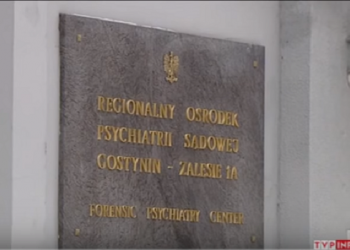 REGIONALNY OŚRODEK
PSYCHIATRII SĄDOWEJ
GOSTYNIN - ZALESIE 1A
FORENSIC PSYCHIATRY CENTER
TVP INFO